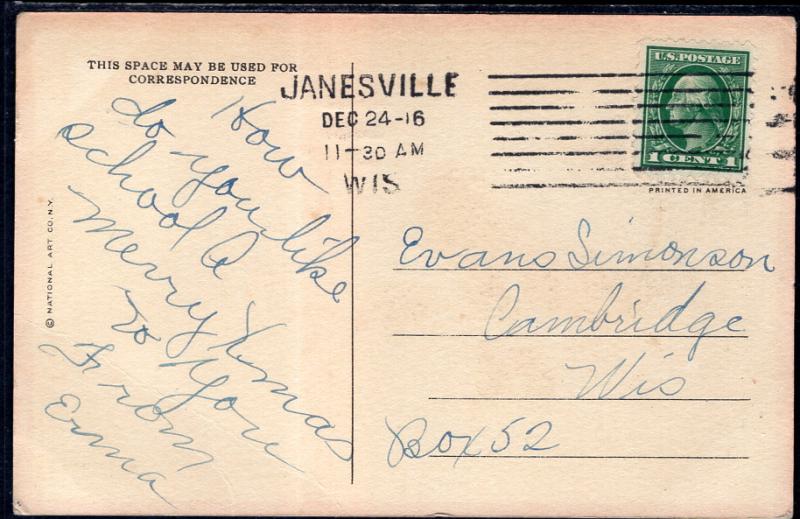 THIS SPACE MAY BE USED FOR
CORRESPONDENCE
How
do you like
school A
Merry Xmas
to You
From
Erma
© NATIONAL ART CO. N.Y.
JANESVILLE
DEC 24-16
11-30 AM
WIS
U.S. POSTAGE
1 CENT 1
PRINTED IN AMERICA
Evans Simonson
Cambridge
Wis
Box 52